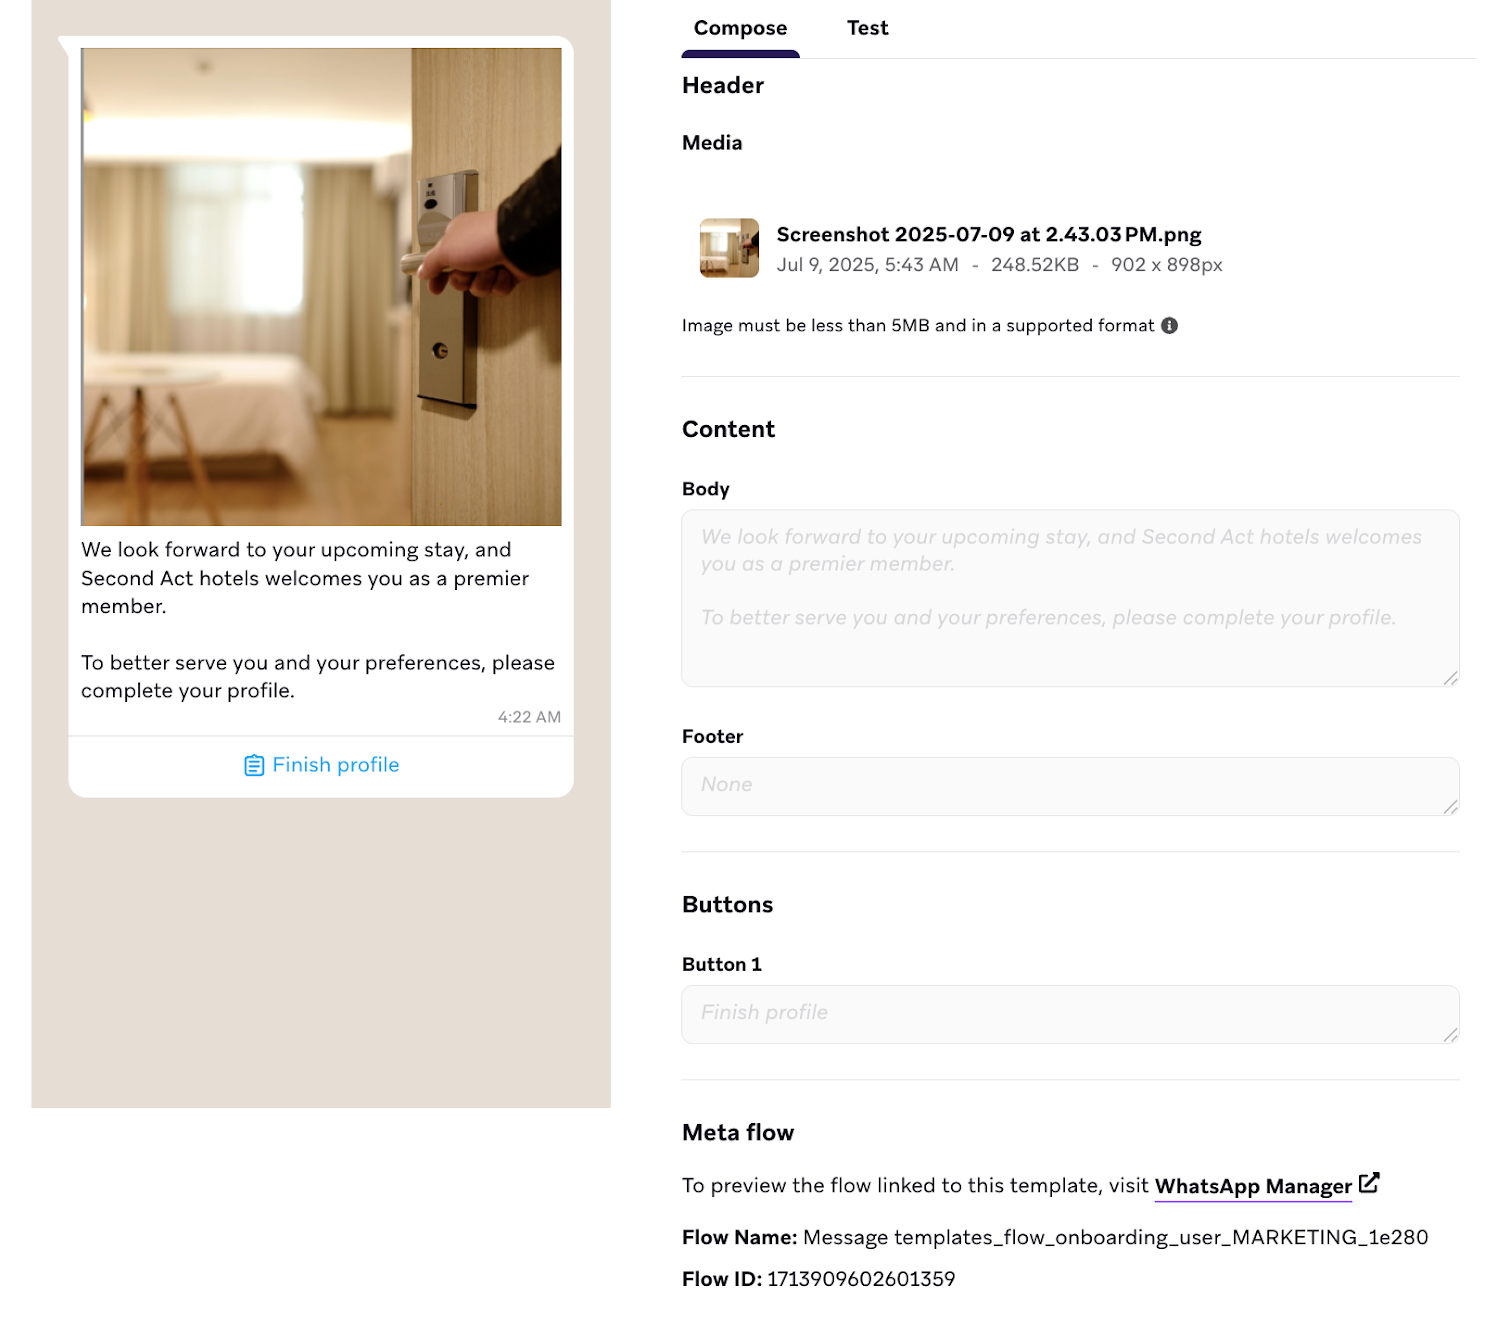 We look forward to your upcoming stay, and
Second Act hotels welcomes you as a premier
member.
To better serve you and your preferences, please
complete your profile.
4:22 AM
Finish profile
Compose
Test
Header
Media
Screenshot 2025-07-09 at 2.43.03 PM.png
Jul 9, 2025, 5:43 AM - 248.52KB - 902 x 898px
Image must be less than 5MB and in a supported format
Content
Body
We look forward to your upcoming stay, and Second Act hotels welcomes
you as a premier member.
To better serve you and your preferences, please complete your profile.
Footer
None
Buttons
Button 1
Finish profile
Meta flow
To preview the flow linked to this template, visit WhatsApp Manager
Flow Name: Message templates_flow_onboarding_user_MARKETING_1e280
Flow ID: 1713909602601359